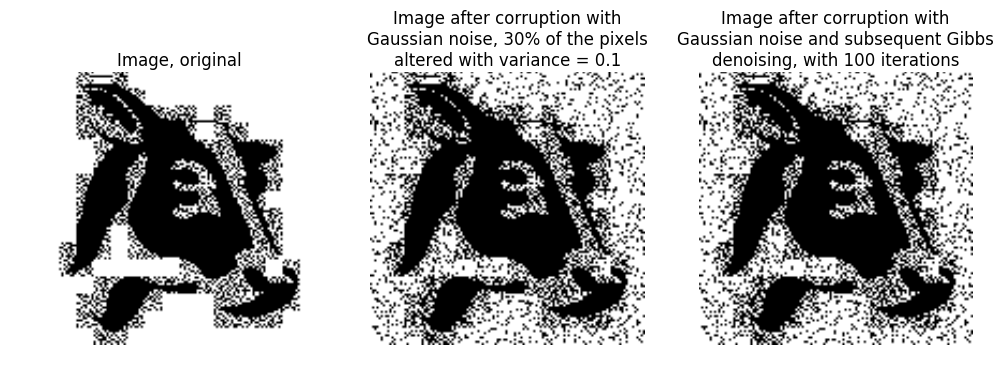 Image, original
Image after corruption with
Gaussian noise, 30% of the pixels
altered with variance = 0.1
Image after corruption with
Gaussian noise and subsequent Gibbs
denoising, with 100 iterations